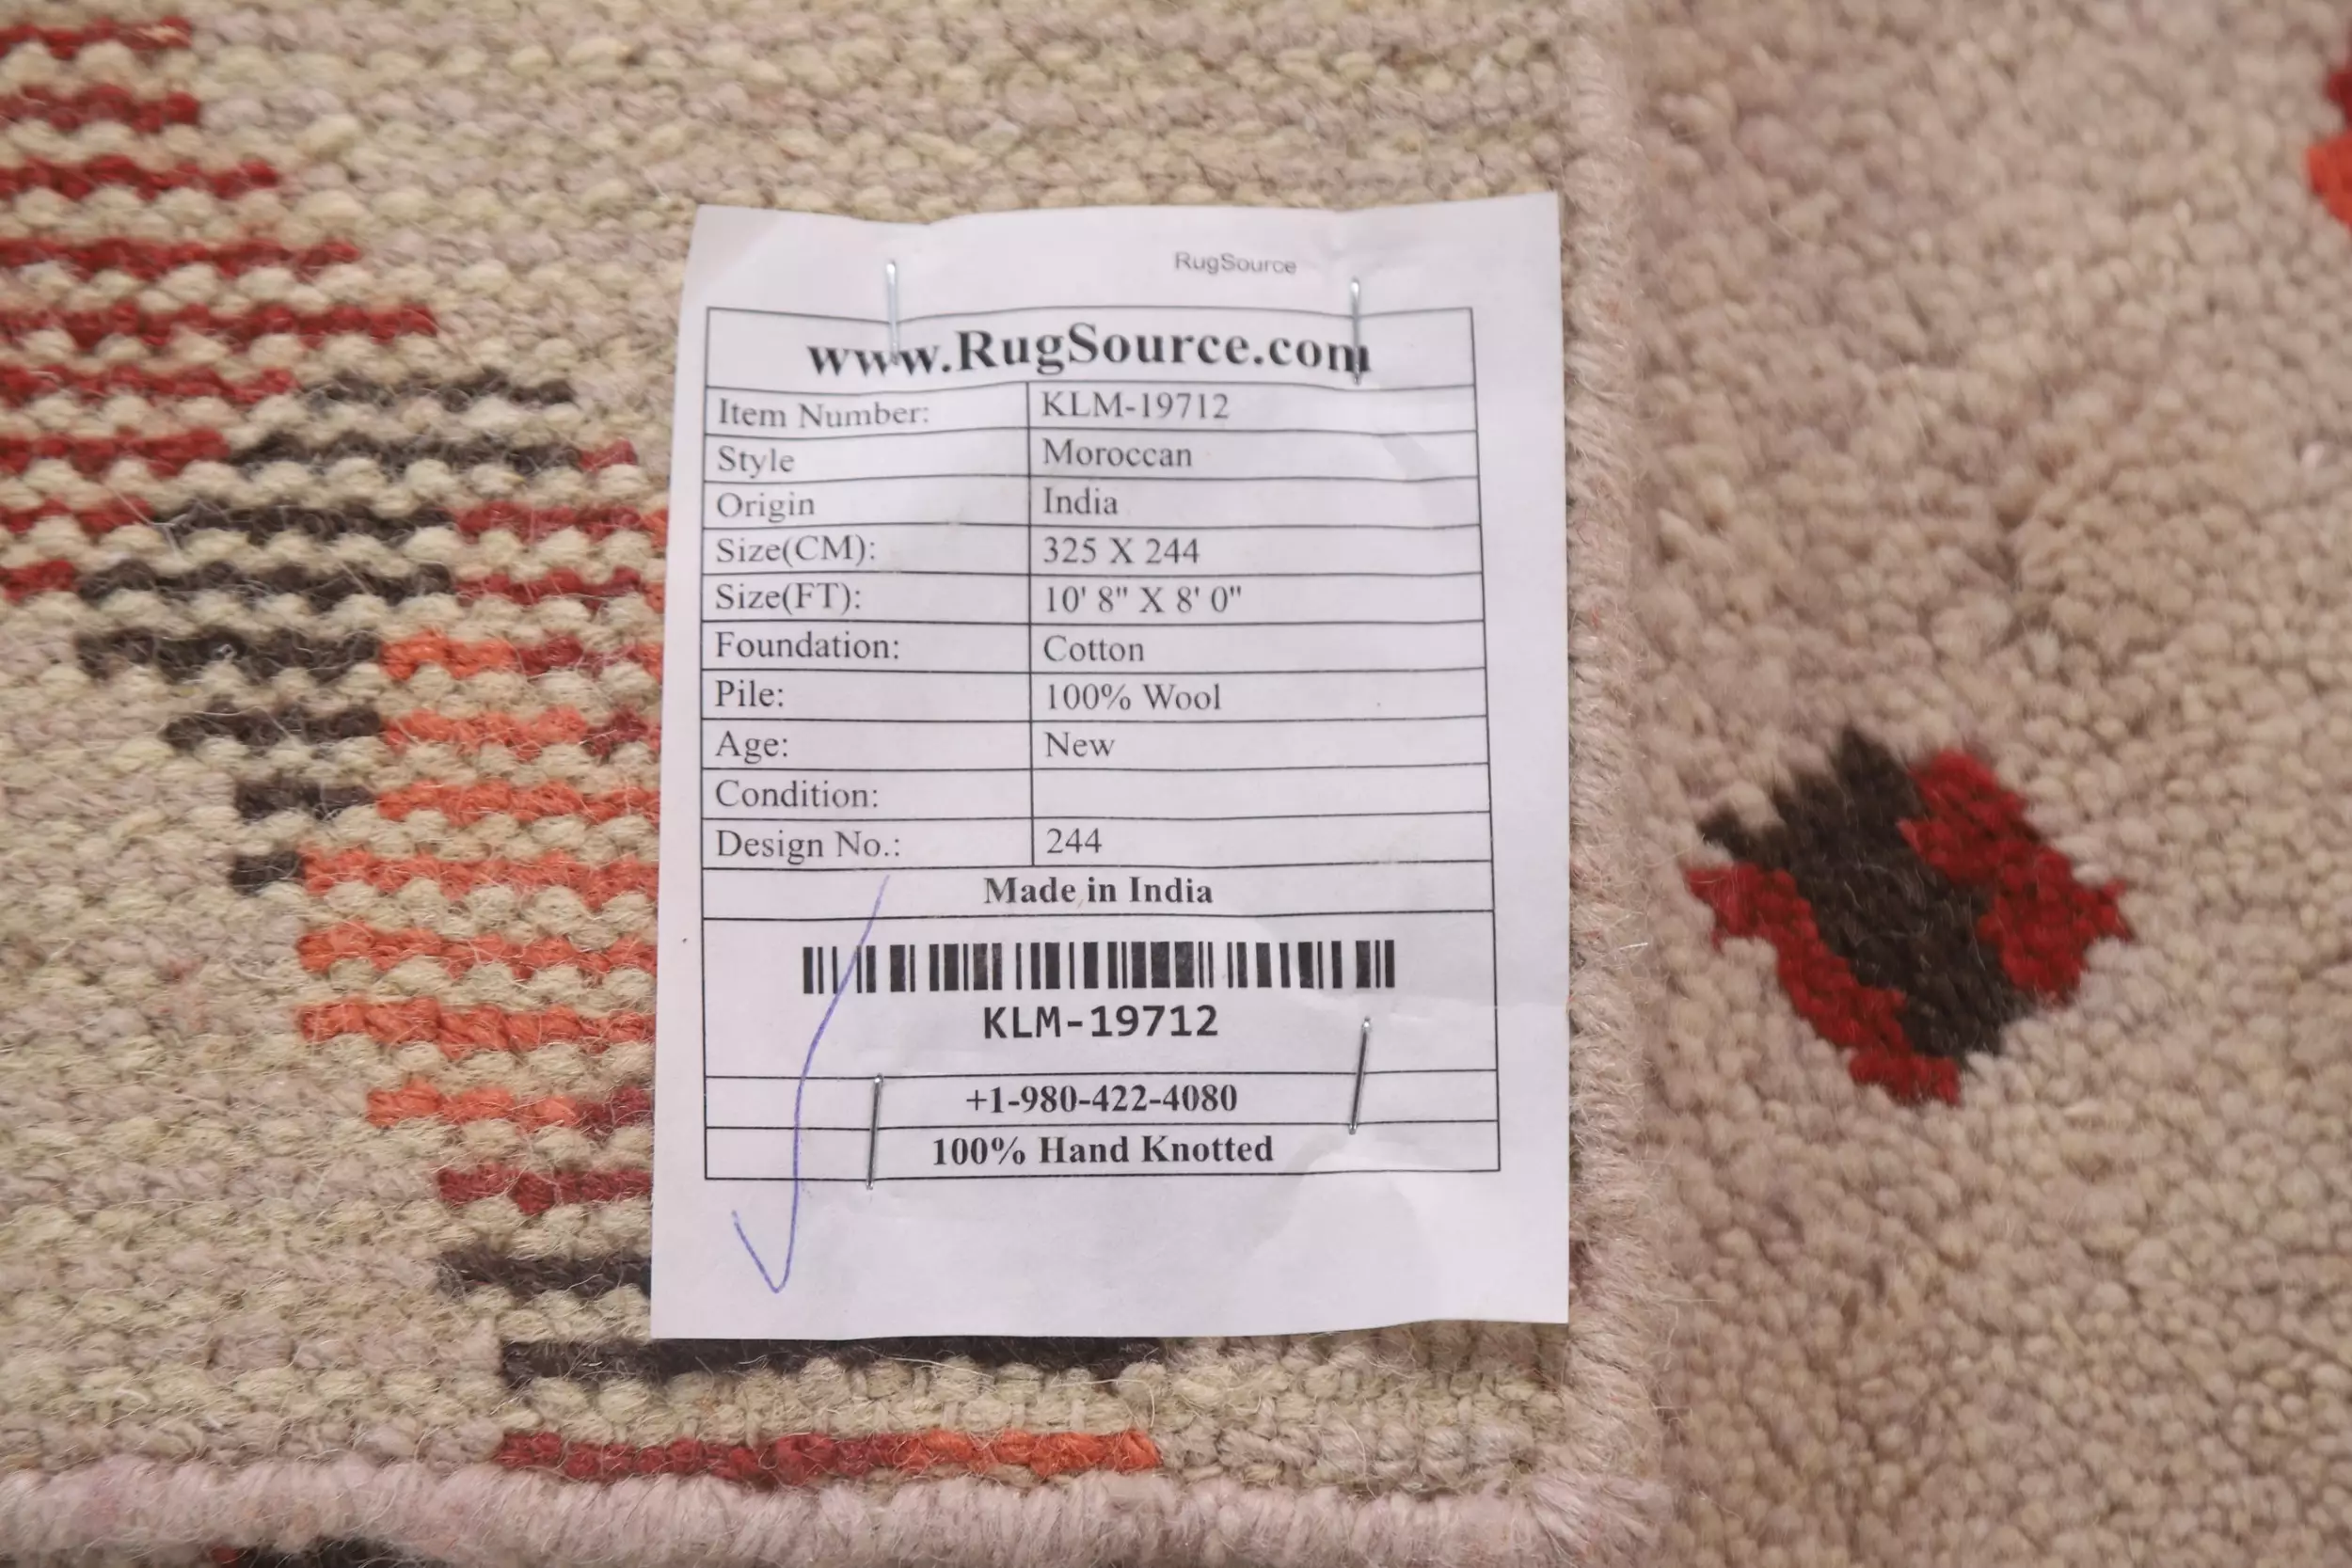 RugSource
www.RugSource.com
Item Number: KLM-19712
Style Moroccan
Origin India
Size(CM): 325 X 244
Size(FT): 10' 8" X 8' 0"
Foundation: Cotton
Pile: 100% Wool
Age: New
Condition:
Design No.: 244
Made in India
KLM-19712
+1-980-422-4080
100% Hand Knotted